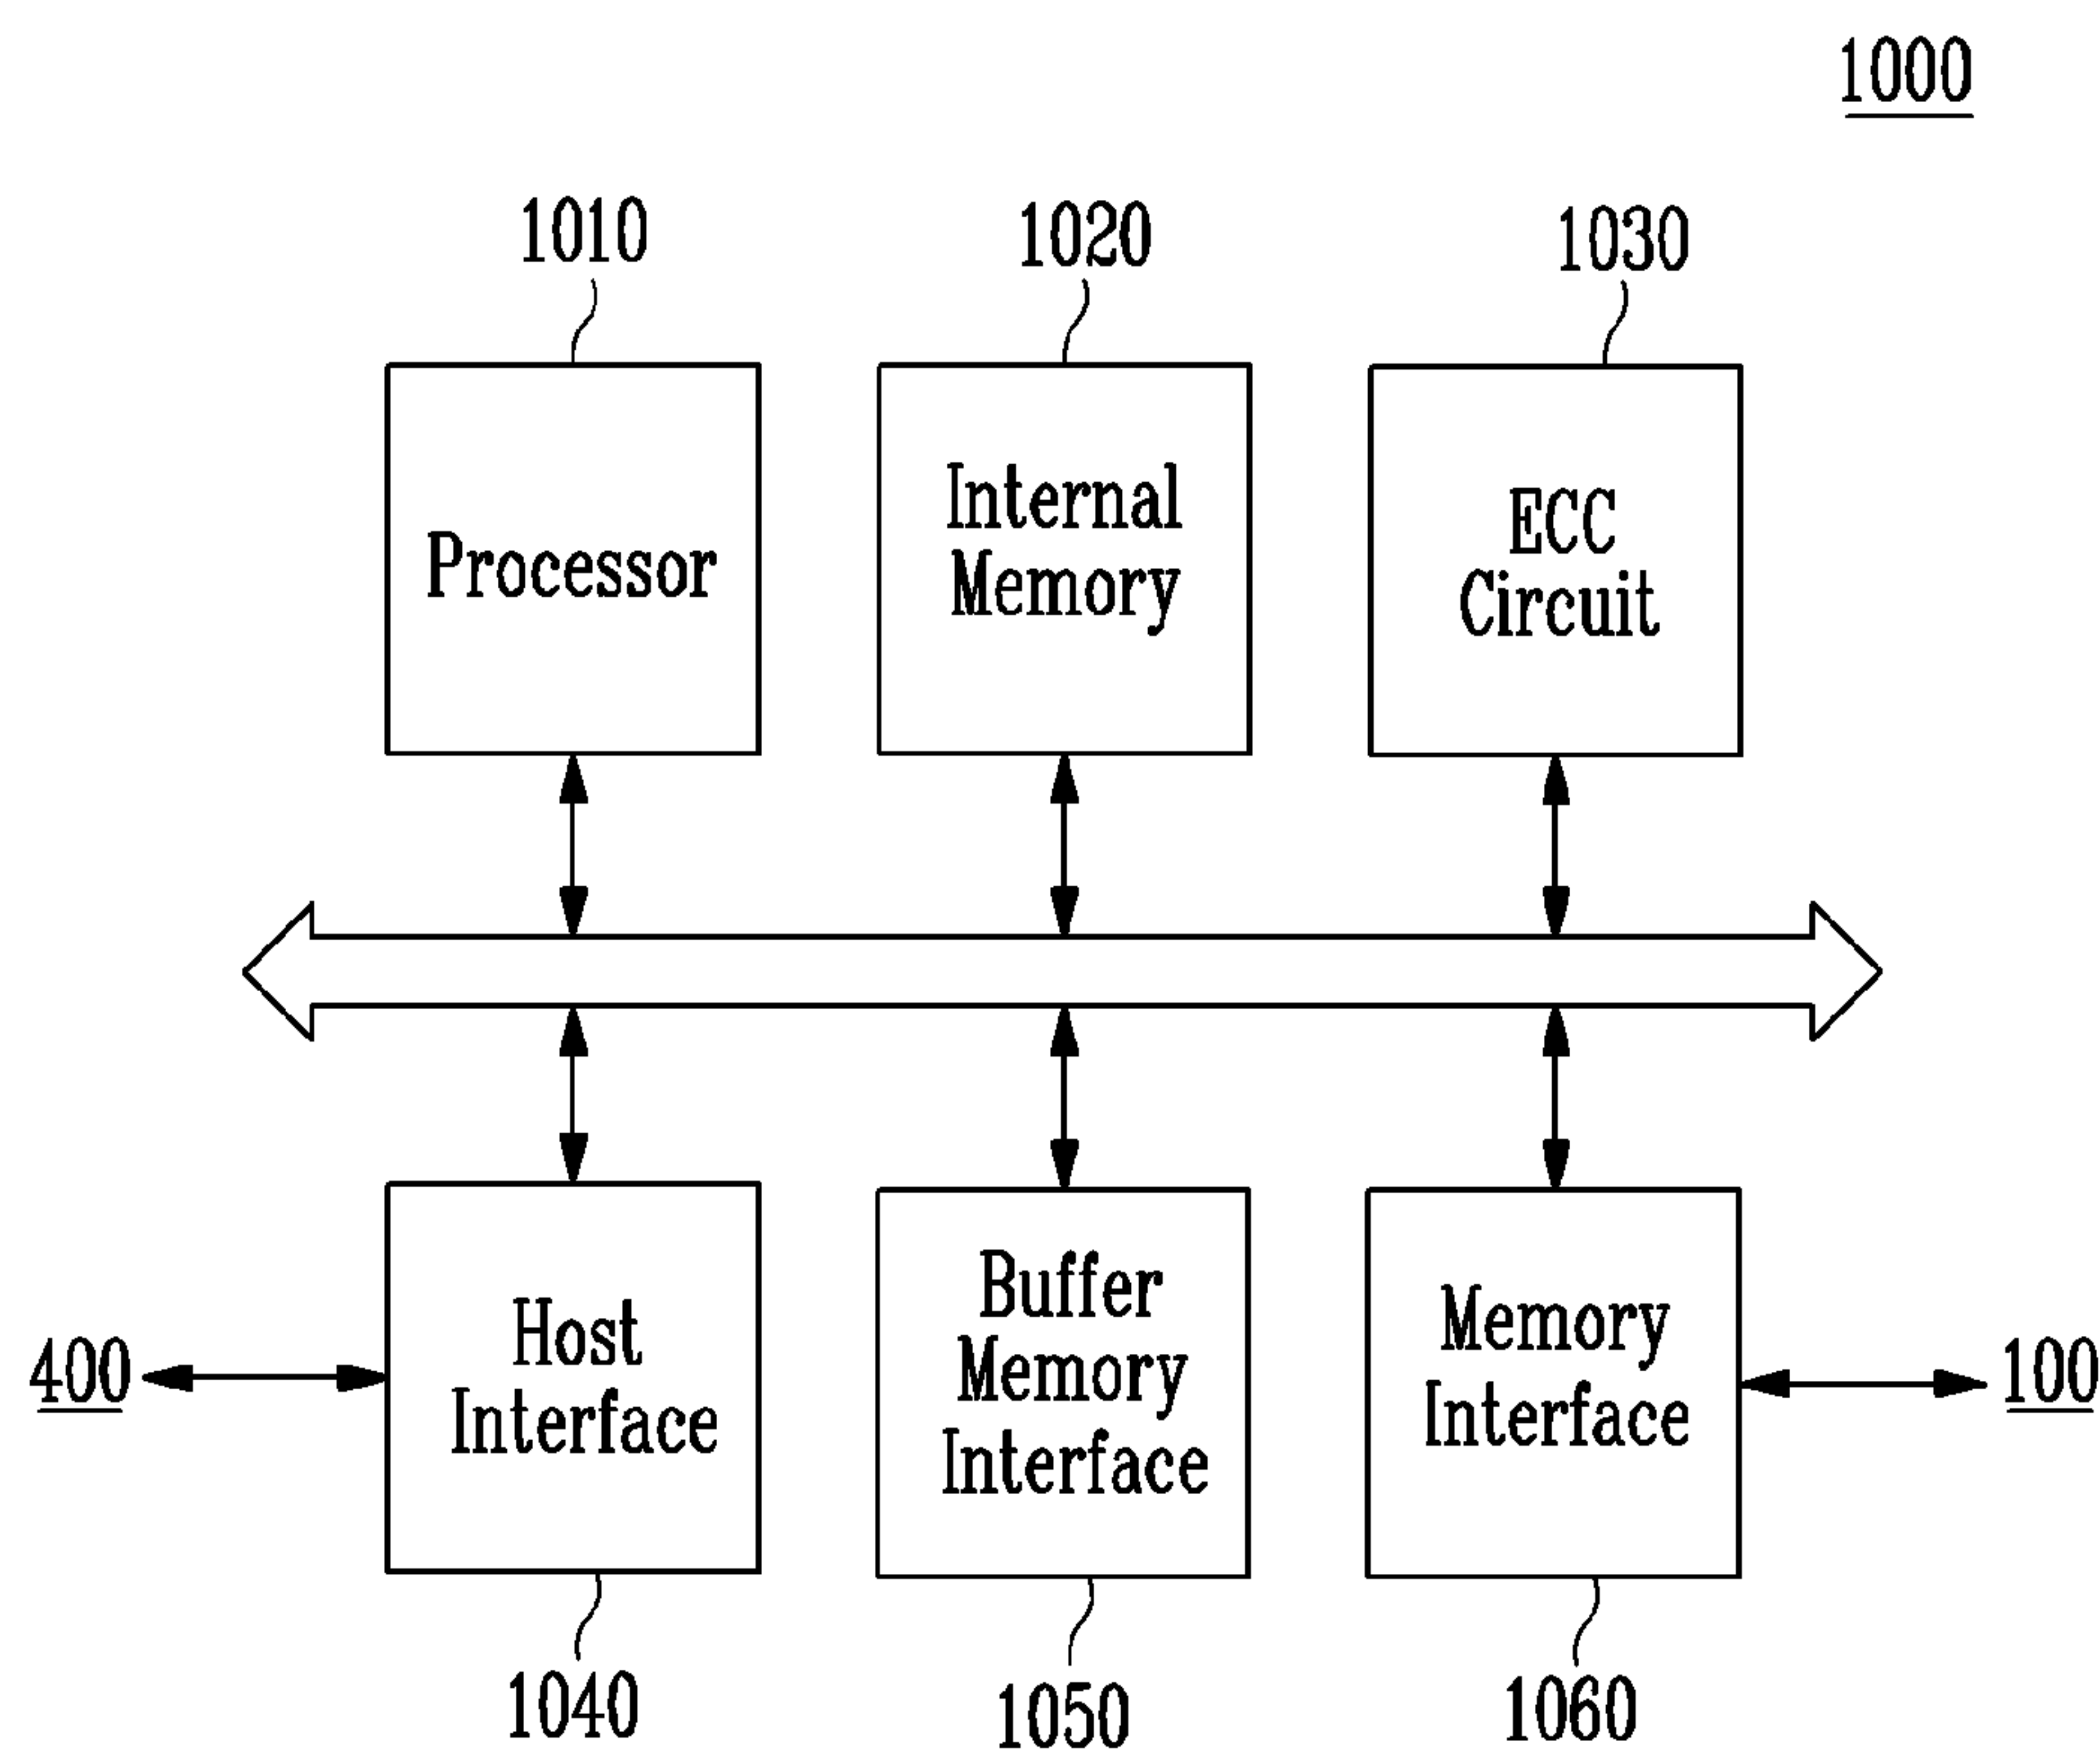 1000
1010
1020
1030
Processor
Internal
Memory
ECC
Circuit
400
Host
Interface
Buffer
Memory
Interface
Memory
Interface
100
1040
1050
1060